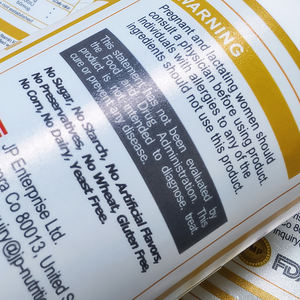 WARNING
Pregnant and lactating women should
consult a physician before using product.
Individuals with allergies to any of the
ingredients should not use this product.
This statement has not been evaluated by
the Food and Drug Administration. This
product is not intended to diagnose, treat,
cure or prevent any disease.
No Sugar, No Starch, No Artificial Flavors,
No Preservatives, No Wheat, Gluten Free,
No Corn, No Dairy, Yeast Free.
JP Enterprise Ltd.
Co 80013, United S
@jp-nutri
FDA